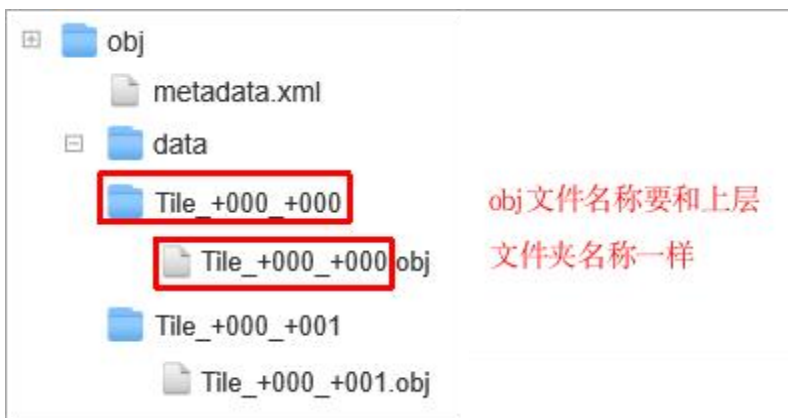 obj
metadata.xml
data
Tile_+000_+000
obj文件名称要和上层
Tile_+000_+000.obj
文件夹名称一样
Tile_+000_+001
Tile_+000_+001.obj